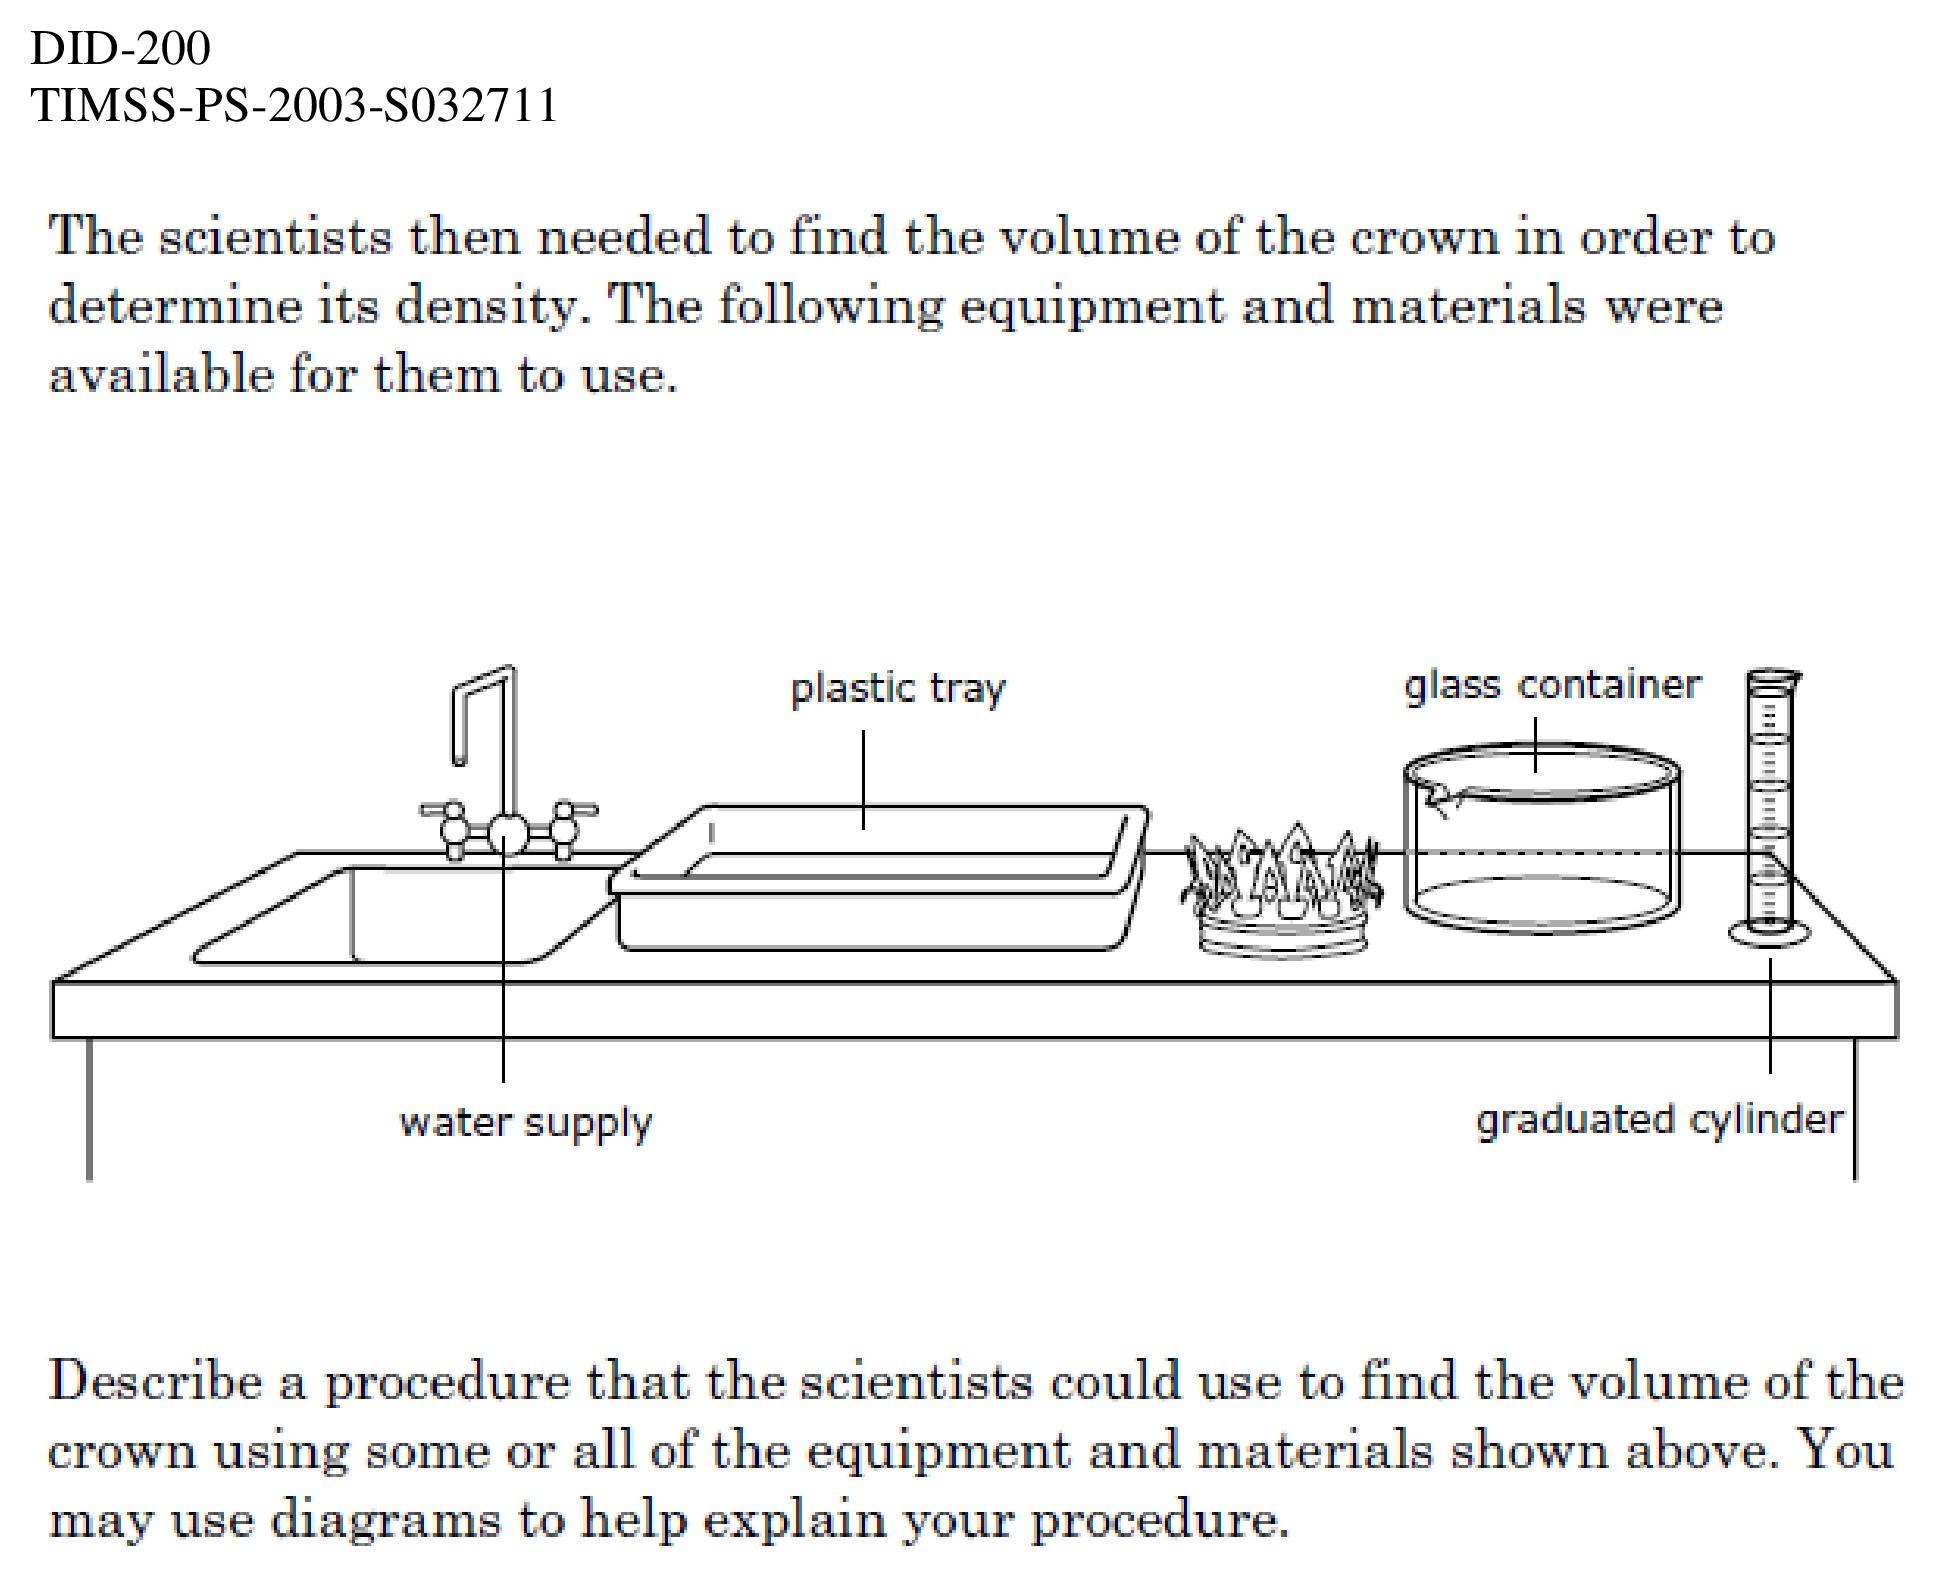 DID-200
TIMSS-PS-2003-S032711
The scientists then needed to find the volume of the crown in order to
determine its density. The following equipment and materials were
available for them to use.
plastic tray
glass container
water supply
graduated cylinder
Describe a procedure that the scientists could use to find the volume of the
crown using some or all of the equipment and materials shown above. You
may use diagrams to help explain your procedure.